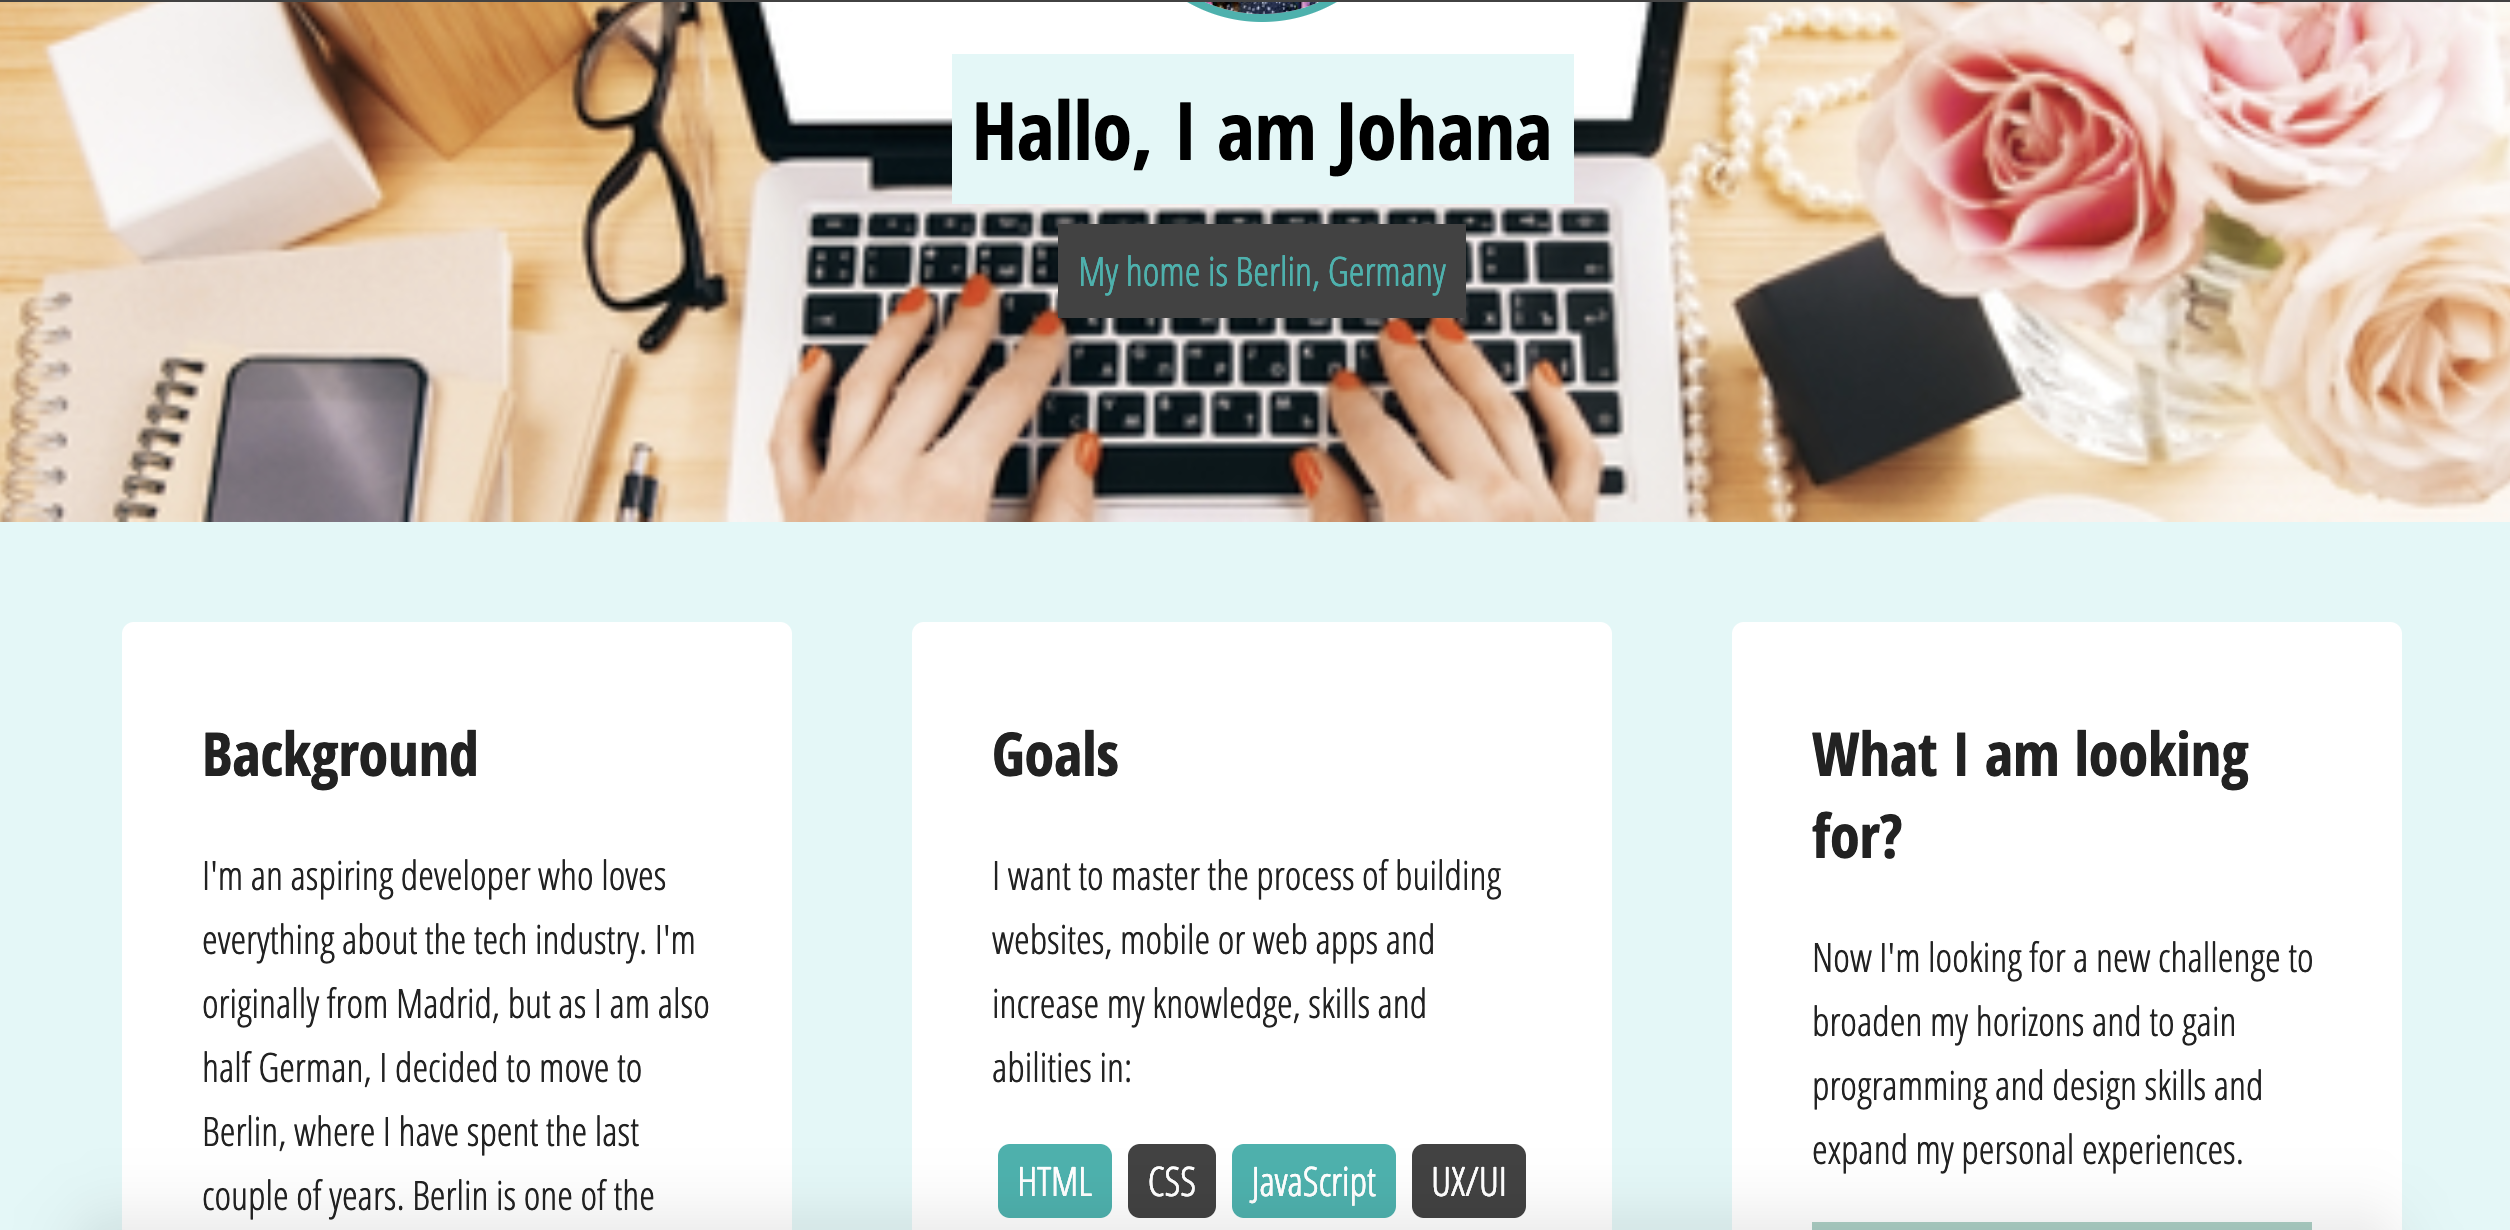 Hallo, I am Johana
My home is Berlin, Germany
Background
I'm an aspiring developer who loves
everything about the tech industry. I'm
originally from Madrid, but as I am also
half German, I decided to move to
Berlin, where I have spent the last
couple of years. Berlin is one of the
Goals
I want to master the process of building
websites, mobile or web apps and
increase my knowledge, skills and
abilities in:
HTML CSS JavaScript UX/UI
What I am looking
for?
Now I'm looking for a new challenge to
broaden my horizons and to gain
programming and design skills and
expand my personal experiences.